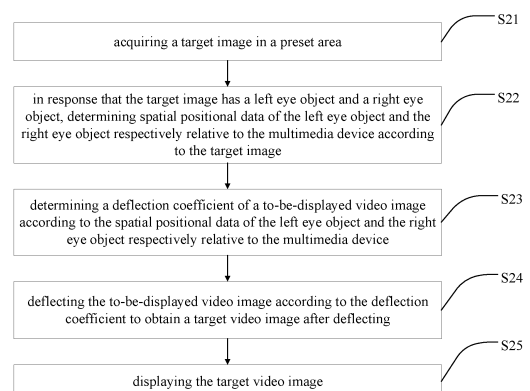 S21
acquiring a target image in a preset area
S22
in response that the target image has a left eye object and a right eye
object, determining spatial positional data of the left eye object and the
right eye object respectively relative to the multimedia device according
to the target image
S23
determining a deflection coefficient of a to-be-displayed video image
according to the spatial positional data of the left eye object and the right
eye object respectively relative to the multimedia device
S24
deflecting the to-be-displayed video image according to the deflection
coefficient to obtain a target video image after deflecting
S25
displaying the target video image